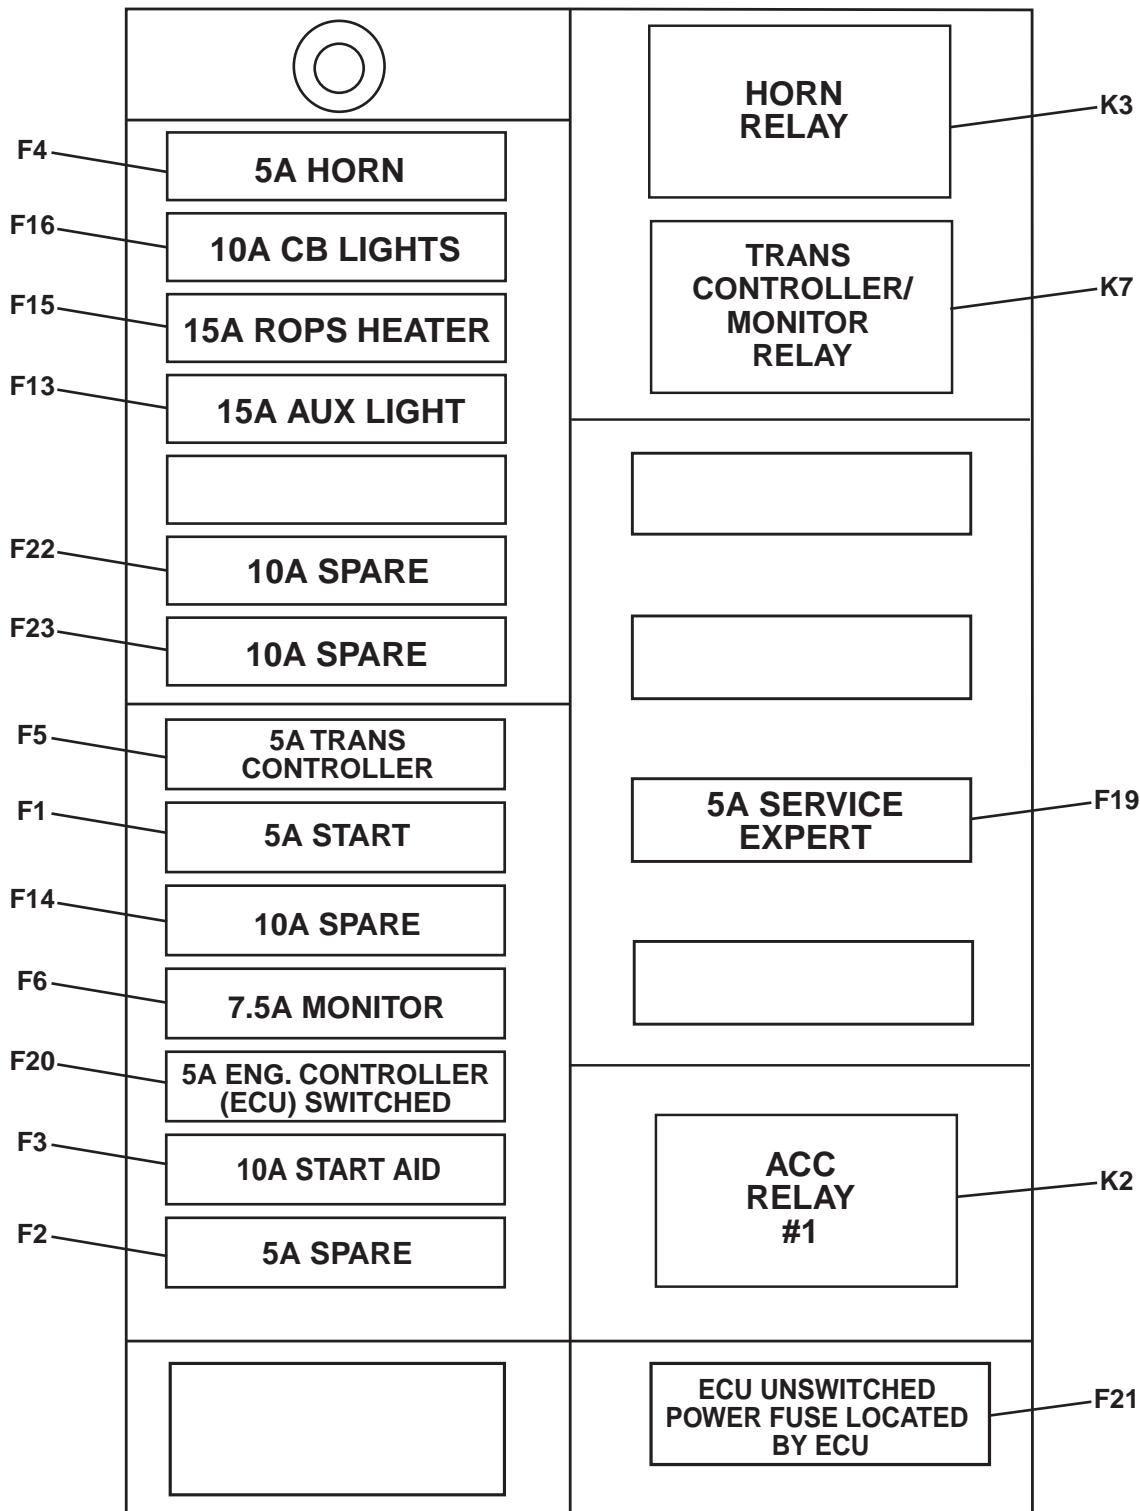 F4
5A HORN
F16
10A CB LIGHTS
F15
15A ROPS HEATER
F13
15A AUX LIGHT
F22
10A SPARE
F23
10A SPARE
F5
5A TRANS
CONTROLLER
F1
5A START
F14
10A SPARE
F6
7.5A MONITOR
F20
5A ENG. CONTROLLER
(ECU) SWITCHED
F3
10A START AID
F2
5A SPARE
HORN
RELAY
K3
TRANS
CONTROLLER/
MONITOR
RELAY
K7
5A SERVICE
EXPERT
F19
ACC
RELAY
#1
K2
ECU UNSWITCHED
POWER FUSE LOCATED
BY ECU
F21